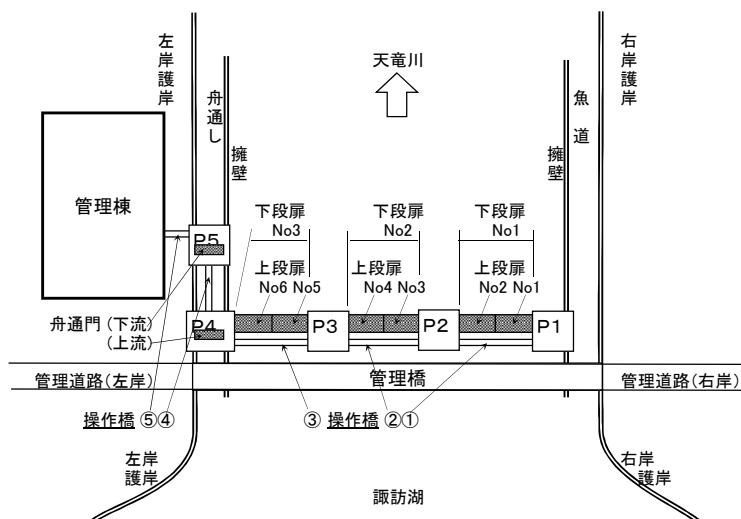 左岸護岸
右岸護岸
天竜川
舟通し
魚道
擁壁
擁壁
管理棟
下段扉
No3
下段扉
No2
下段扉
No1
上段扉
No6 No5
上段扉
No4 No3
上段扉
No2 No1
P5
P4
P3
P2
P1
舟通門(下流)
(上流)
管理道路(左岸)
管理橋
管理道路(右岸)
操作橋 ⑤④
③ 操作橋 ②①
左岸
護岸
右岸
護岸
諏訪湖